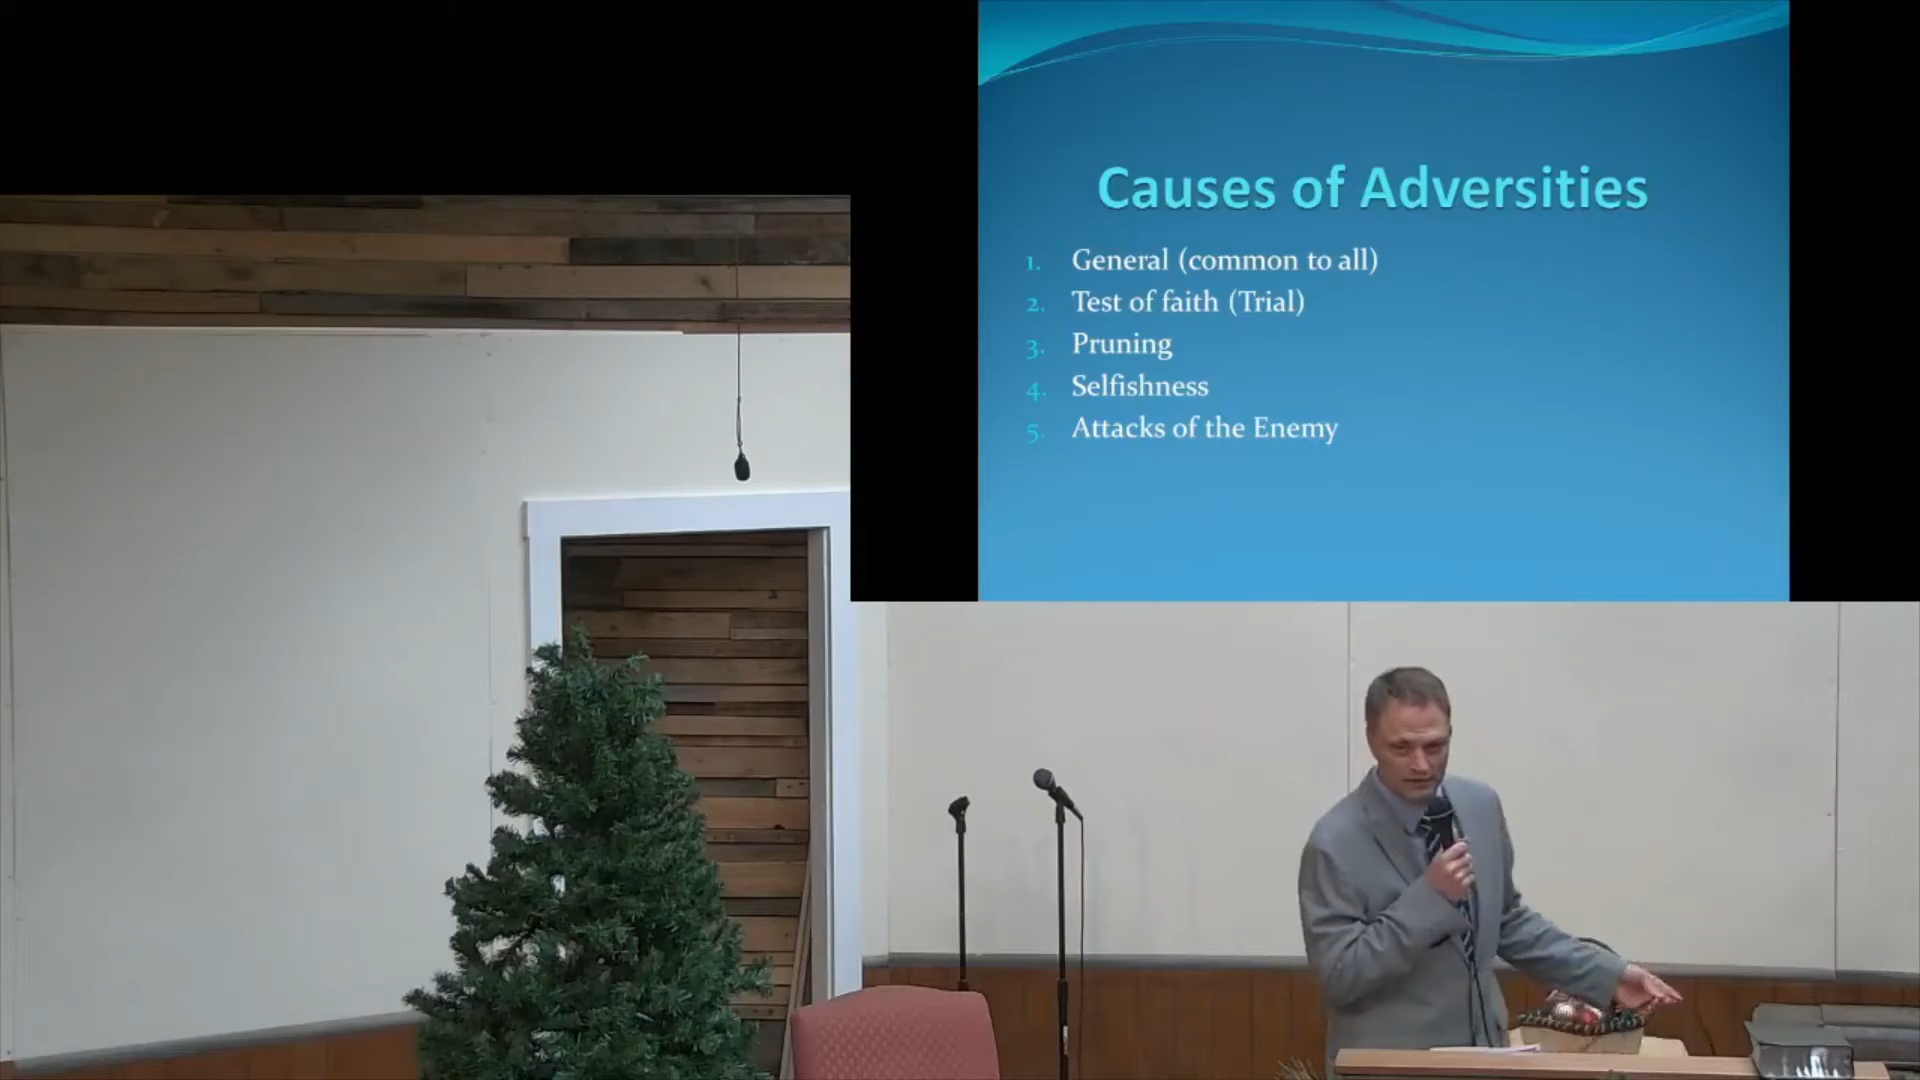 Causes of Adversities
1. General (common to all)
2. Test of faith (Trial)
3. Pruning
4. Selfishness
5. Attacks of the Enemy